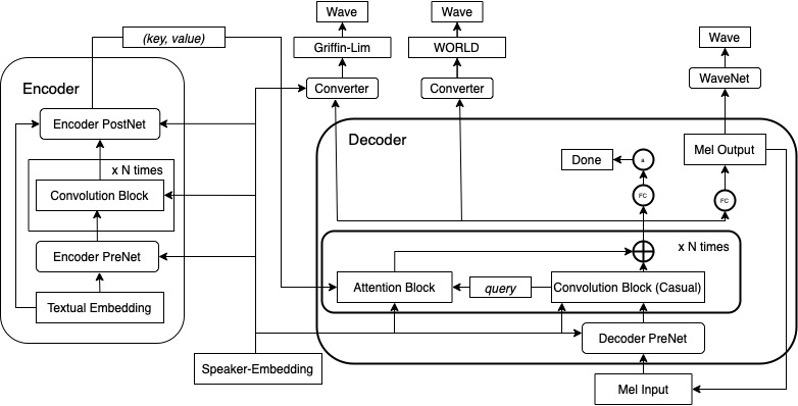 Wave
Wave
(key, value)
Griffin-Lim
WORLD
Wave
Encoder
Converter
Converter
WaveNet
Encoder PostNet
Decoder
Done
a
Mel Output
x N times
Convolution Block
FC
FC
Encoder PreNet
x N times
Attention Block
query
Convolution Block (Casual)
Textual Embedding
Decoder PreNet
Speaker-Embedding
Mel Input